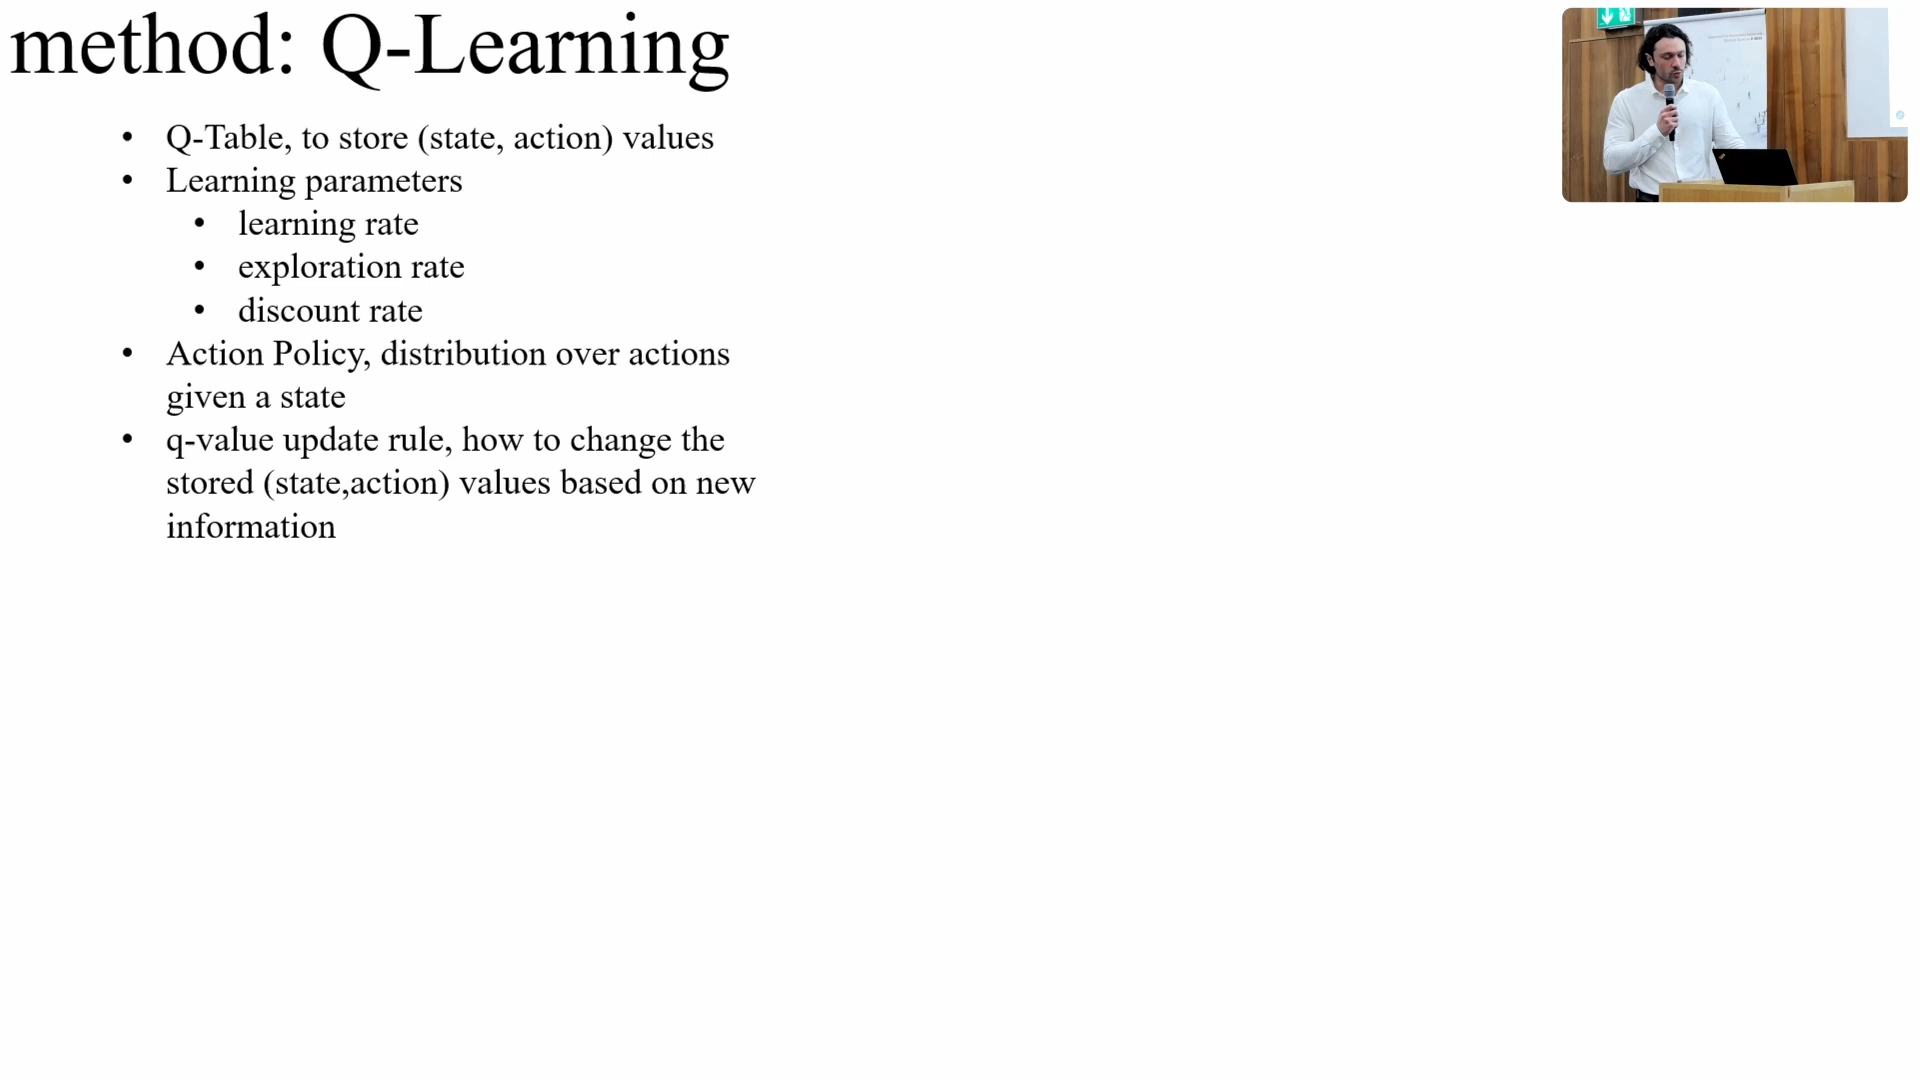 method: Q-Learning
• Q-Table, to store (state, action) values
• Learning parameters
• learning rate
• exploration rate
• discount rate
• Action Policy, distribution over actions
given a state
• q-value update rule, how to change the
stored (state,action) values based on new
information